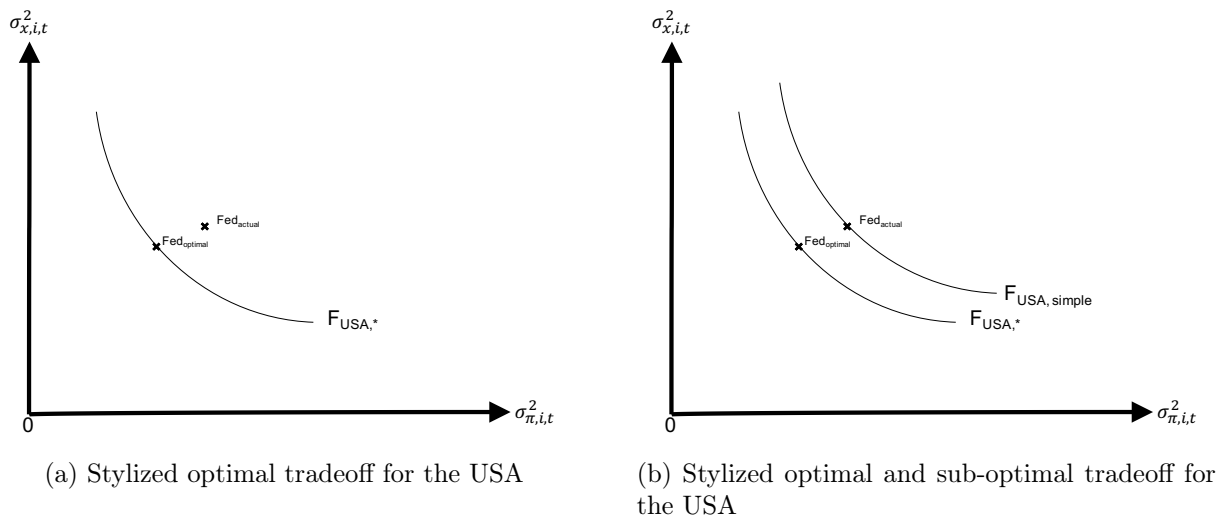 σ²x,i,t
Fed_actual
Fed_optimal
F_USA,*
0
σ²π,i,t
(a) Stylized optimal tradeoff for the USA
σ²x,i,t
Fed_actual
Fed_optimal
F_USA, simple
F_USA,*
0
σ²π,i,t
(b) Stylized optimal and sub-optimal tradeoff for
the USA